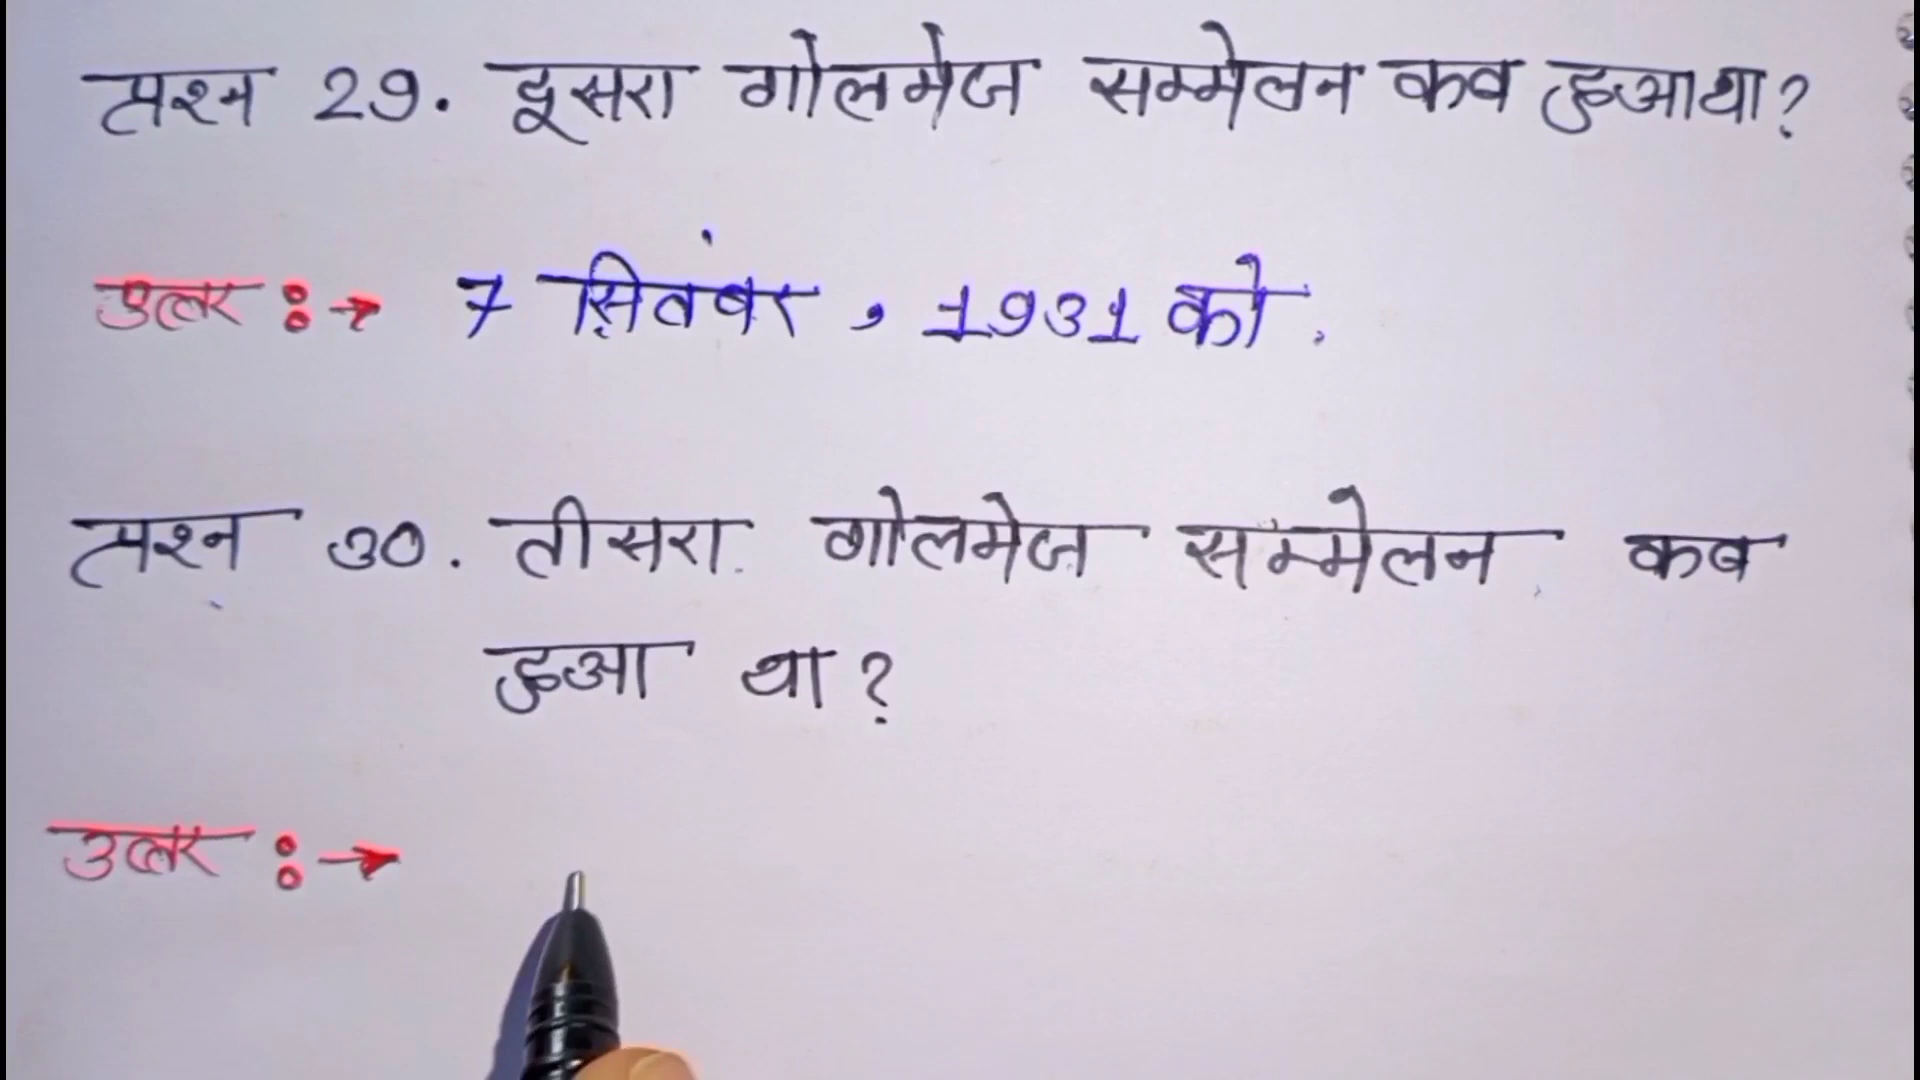 प्रश्न 29. दूसरा गोलमेज सम्मेलन कब हुआ था?
उत्तर :→ 7 सितंबर, 1931 को.
प्रश्न 30. तीसरा गोलमेज सम्मेलन कब
हुआ था?
उत्तर :→